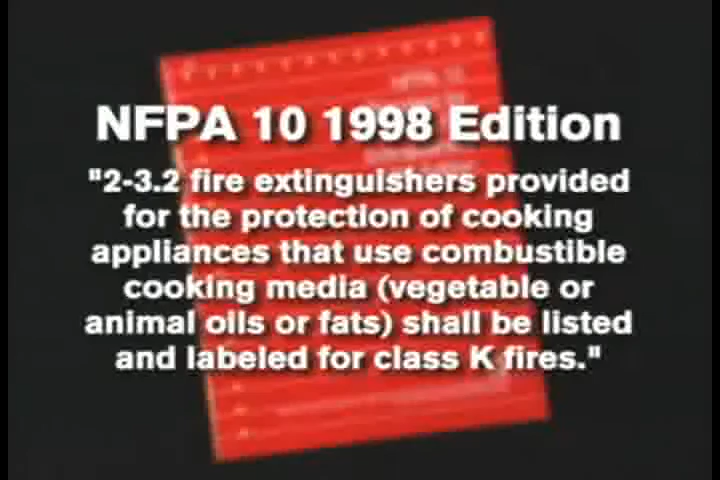 NFPA 10 1998 Edition
"2-3.2 fire extinguishers provided
for the protection of cooking
appliances that use combustible
cooking media (vegetable or
animal oils or fats) shall be listed
and labeled for class K fires."